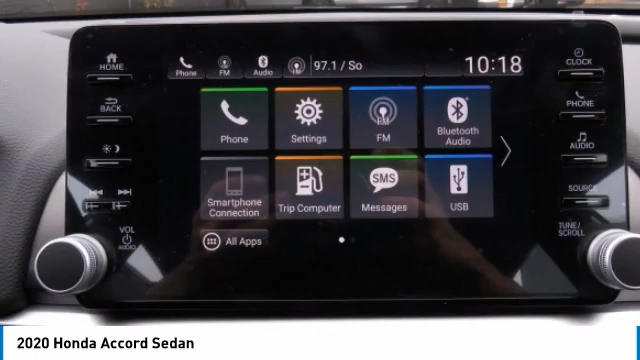 HOME
BACK
VOL
AUDIO
Phone
FM
Audio
97.1 / So
10:18
Phone
Settings
FM
FM
Bluetooth
Audio
Smartphone
Connection
Trip Computer
SMS
Messages
USB
All Apps
CLOCK
PHONE
AUDIO
SOURCE
TUNE/
SCROLL
2020 Honda Accord Sedan